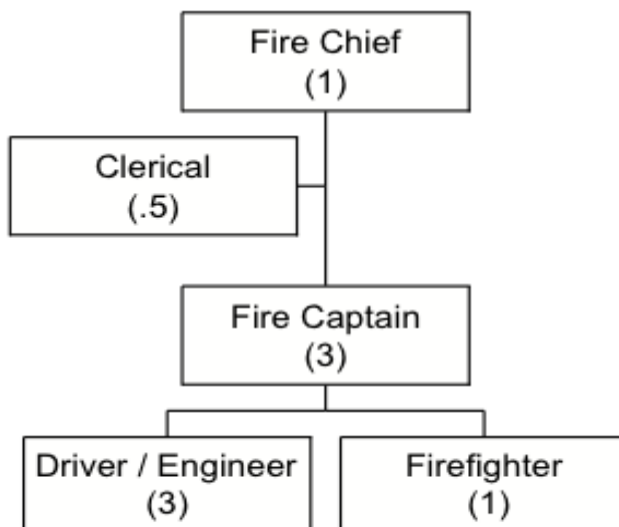 Fire Chief
(1)
Clerical
(.5)
Fire Captain
(3)
Driver / Engineer
(3)
Firefighter
(1)